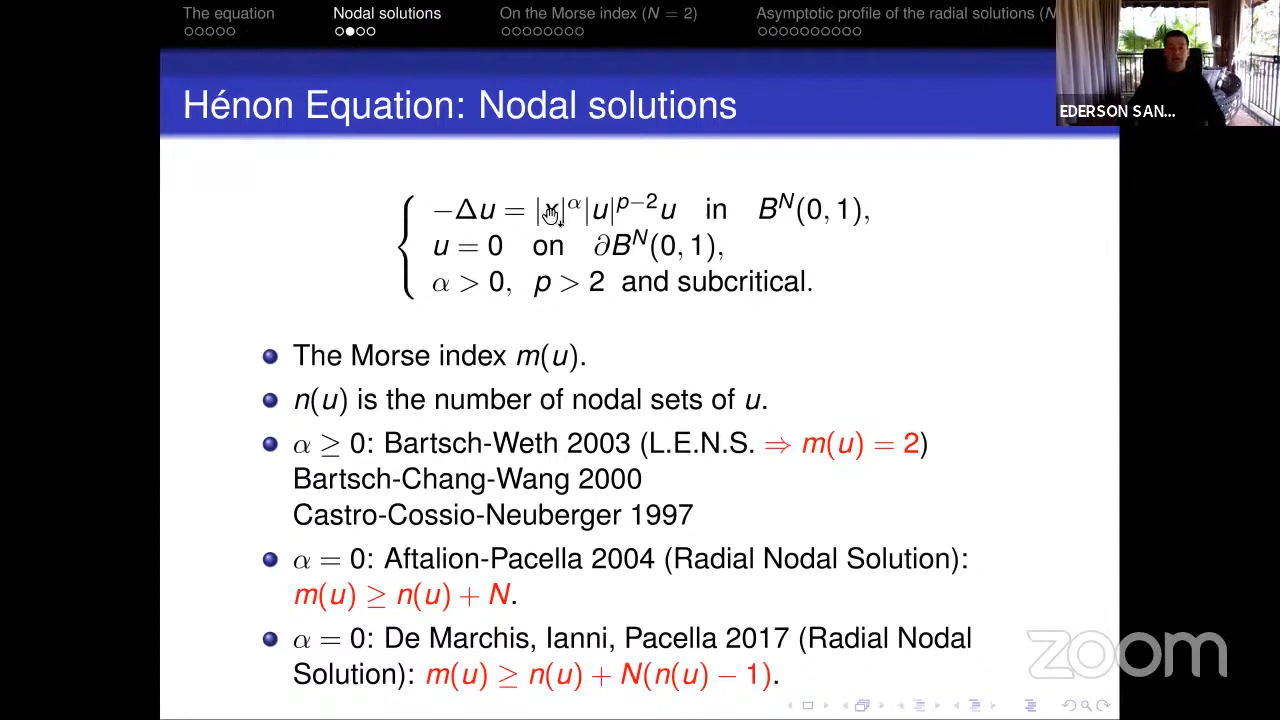 The equation
Nodal solutions
On the Morse index (N = 2)
Asymptotic profile of the radial solutions (N
Hénon Equation: Nodal solutions
EDERSON SAN...
−Δu = |x|^α|u|^{p−2}u in B^N(0, 1),
u = 0 on ∂B^N(0, 1),
α > 0, p > 2 and subcritical.
The Morse index m(u).
n(u) is the number of nodal sets of u.
α ≥ 0: Bartsch-Weth 2003 (L.E.N.S. ⇒ m(u) = 2)
Bartsch-Chang-Wang 2000
Castro-Cossio-Neuberger 1997
α = 0: Aftalion-Pacella 2004 (Radial Nodal Solution):
m(u) ≥ n(u) + N.
α = 0: De Marchis, Ianni, Pacella 2017 (Radial Nodal
Solution): m(u) ≥ n(u) + N(n(u) − 1).
zoom